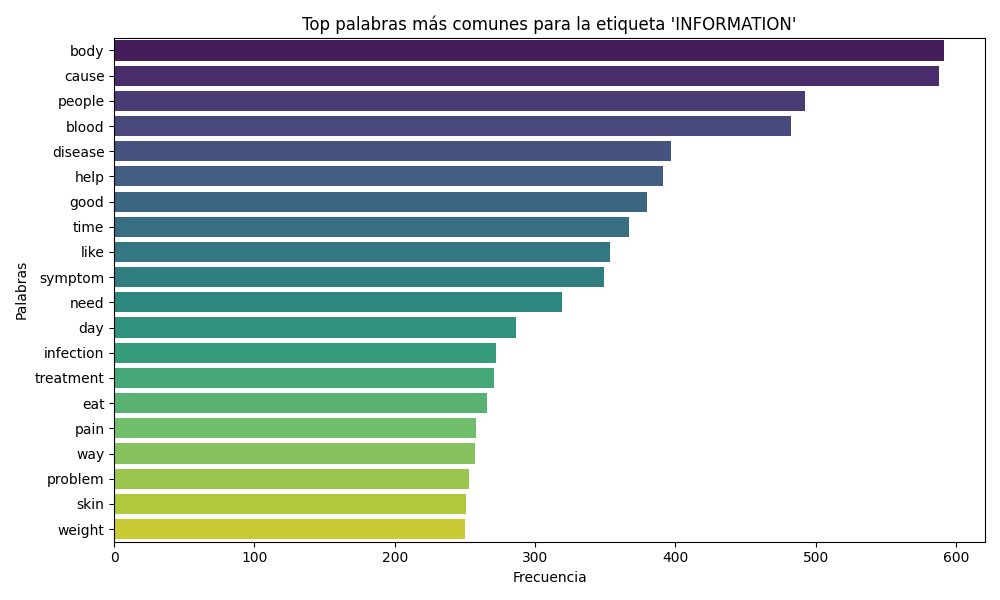 Top palabras más comunes para la etiqueta 'INFORMATION'
Palabras
body
cause
people
blood
disease
help
good
time
like
symptom
need
day
infection
treatment
eat
pain
way
problem
skin
weight
0 100 200 300 400 500 600
Frecuencia